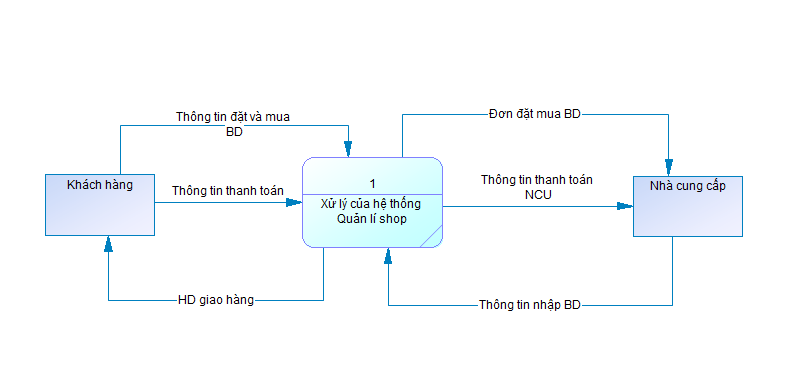 Thông tin đặt và mua
BD
Đơn đặt mua BD
Khách hàng
Thông tin thanh toán
1
Xử lý của hệ thống
Quản lí shop
Thông tin thanh toán
NCU
Nhà cung cấp
HD giao hàng
Thông tin nhập BD